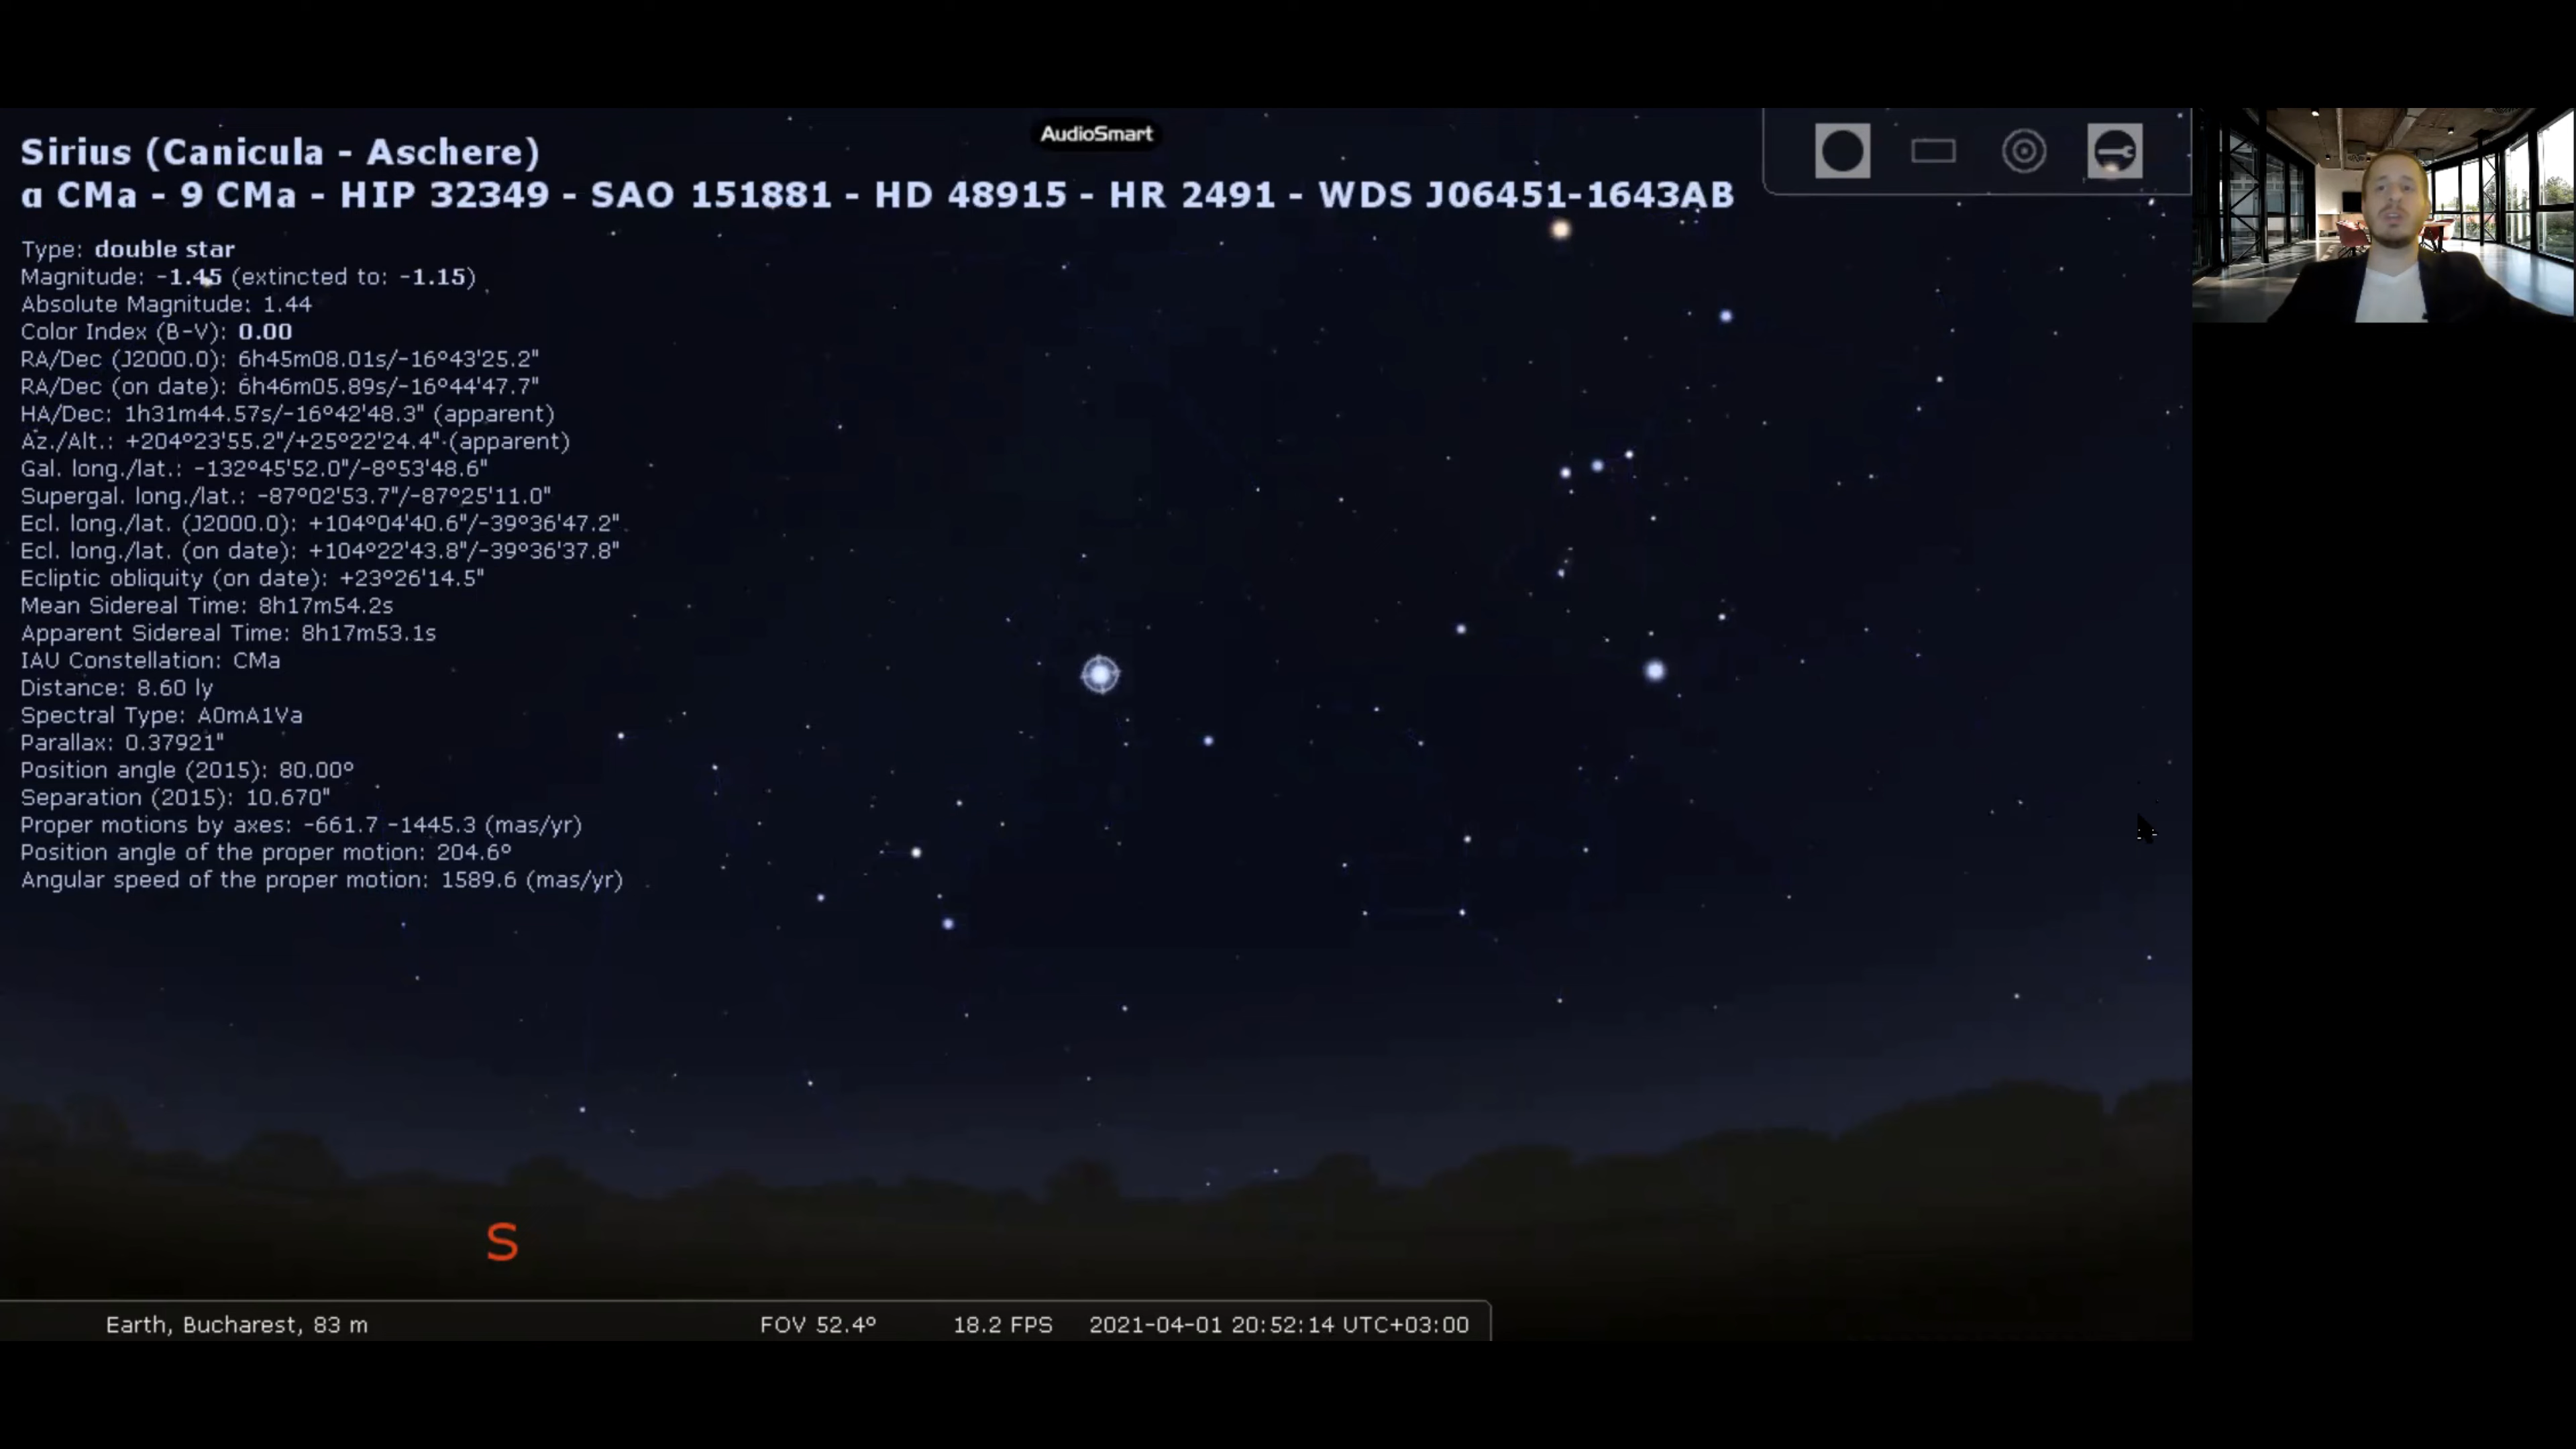 AudioSmart
Sirius (Canicula - Aschere)
α CMa - 9 CMa - HIP 32349 - SAO 151881 - HD 48915 - HR 2491 - WDS J06451-1643AB
Type: double star
Magnitude: -1.45 (extincted to: -1.15)
Absolute Magnitude: 1.44
Color Index (B-V): 0.00
RA/Dec (J2000.0): 6h45m08.01s/-16°43'25.2"
RA/Dec (on date): 6h46m05.89s/-16°44'47.7"
HA/Dec: 1h31m44.57s/-16°42'48.3" (apparent)
Az./Alt.: +204°23'55.2"/+25°22'24.4" (apparent)
Gal. long./lat.: -132°45'52.0"/-8°53'48.6"
Supergal. long./lat.: -87°02'53.7"/-87°25'11.0"
Ecl. long./lat. (J2000.0): +104°04'40.6"/-39°36'47.2"
Ecl. long./lat. (on date): +104°22'43.8"/-39°36'37.8"
Ecliptic obliquity (on date): +23°26'14.5"
Mean Sidereal Time: 8h17m54.2s
Apparent Sidereal Time: 8h17m53.1s
IAU Constellation: CMa
Distance: 8.60 ly
Spectral Type: A0mA1Va
Parallax: 0.37921"
Position angle (2015): 80.00°
Separation (2015): 10.670"
Proper motions by axes: -661.7 -1445.3 (mas/yr)
Position angle of the proper motion: 204.6°
Angular speed of the proper motion: 1589.6 (mas/yr)
S
Earth, Bucharest, 83 m FOV 52.4° 18.2 FPS 2021-04-01 20:52:14 UTC+03:00